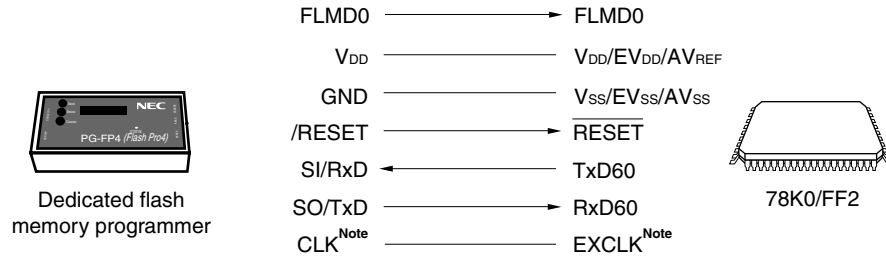 FLMD0 FLMD0
VDD VDD/EVDD/AVREF
GND VSS/EVSS/AVSS
/RESET RESET
SI/RxD TxD60
SO/TxD RxD60
CLKNote EXCLKNote
NEC
PG-FP4 (Flash Pro4)
Dedicated flash
memory programmer
78K0/FF2